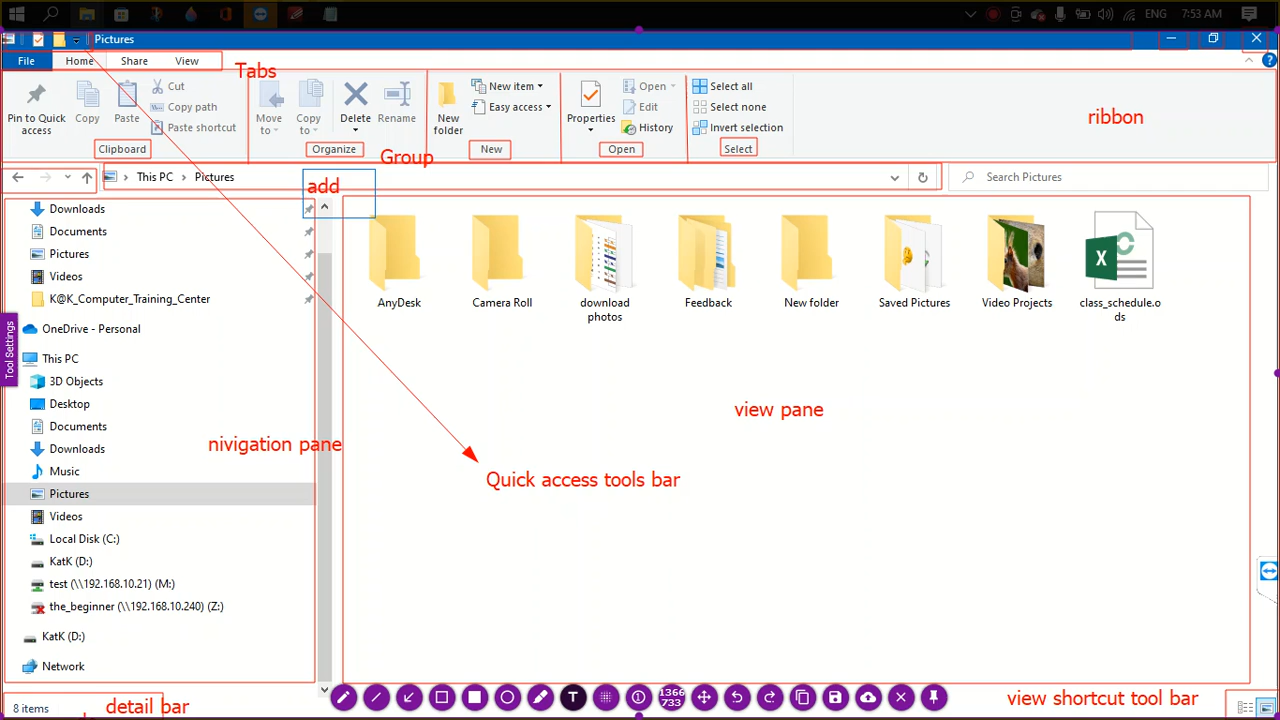 ENG 7:53 AM
Pictures
File Home Share View
Tabs
Pin to Quick access
Copy
Paste
Cut
Copy path
Paste shortcut
Clipboard
Move to
Copy to
Delete
Rename
Organize
New folder
New item
Easy access
New
Properties
Open
Edit
History
Open
Select all
Select none
Invert selection
Select
ribbon
Group
This PC > Pictures
Search Pictures
add
Downloads
Documents
Pictures
Videos
K@K_Computer_Training_Center
OneDrive - Personal
This PC
3D Objects
Desktop
Documents
Downloads
Music
Pictures
Videos
Local Disk (C:)
KatK (D:)
test (\\192.168.10.21) (M:)
the_beginner (\\192.168.10.240) (Z:)
KatK (D:)
Network
Tool Settings
nivigation pane
AnyDesk
Camera Roll
download photos
Feedback
New folder
Saved Pictures
Video Projects
class_schedule.o
ds
view pane
Quick access tools bar
1366
733
T
8 items
detail bar
view shortcut tool bar